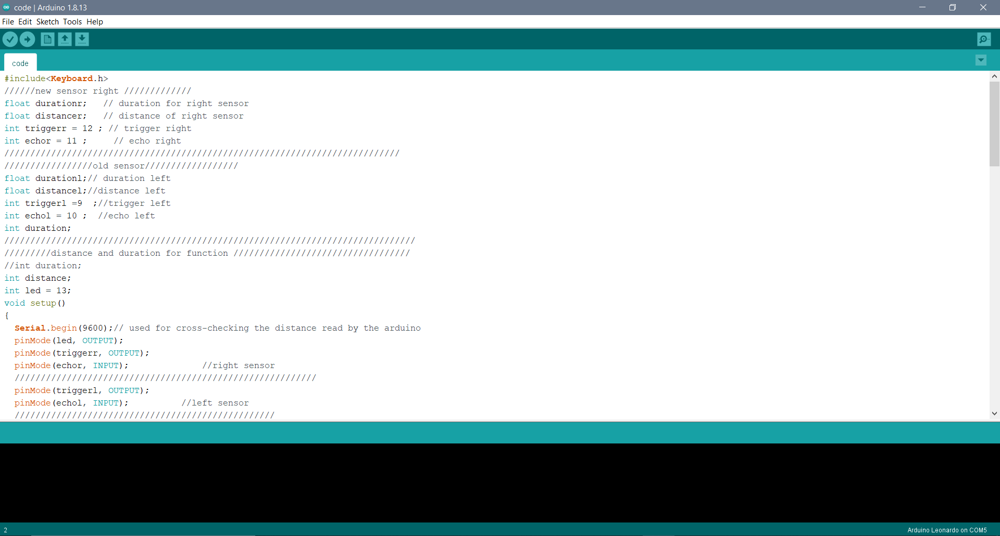 code | Arduino 1.8.13
File Edit Sketch Tools Help
code
#include<Keyboard.h>
//////new sensor right /////////////
float durationr;   // duration for right sensor
float distancer;   // distance of right sensor
int triggerr = 12 ; // trigger right
int echor = 11 ;     // echo right
////////////////////////////////////////////////////////////////////////////
/////////////////old sensor//////////////////
float durationl;// duration left
float distancel;//distance left
int triggerl =9  ;//trigger left
int echol = 10 ;  //echo left
int duration;
///////////////////////////////////////////////////////////////////////////////
/////////distance and duration for function //////////////////////////////////
//int duration;
int distance;
int led = 13;
void setup()
{
  Serial.begin(9600);// used for cross-checking the distance read by the arduino
  pinMode(led, OUTPUT);
  pinMode(triggerr, OUTPUT);
  pinMode(echor, INPUT);              //right sensor
  //////////////////////////////////////////////////////////
  pinMode(triggerl, OUTPUT);
  pinMode(echol, INPUT);          //left sensor
  //////////////////////////////////////////////////
2
Arduino Leonardo on COM5